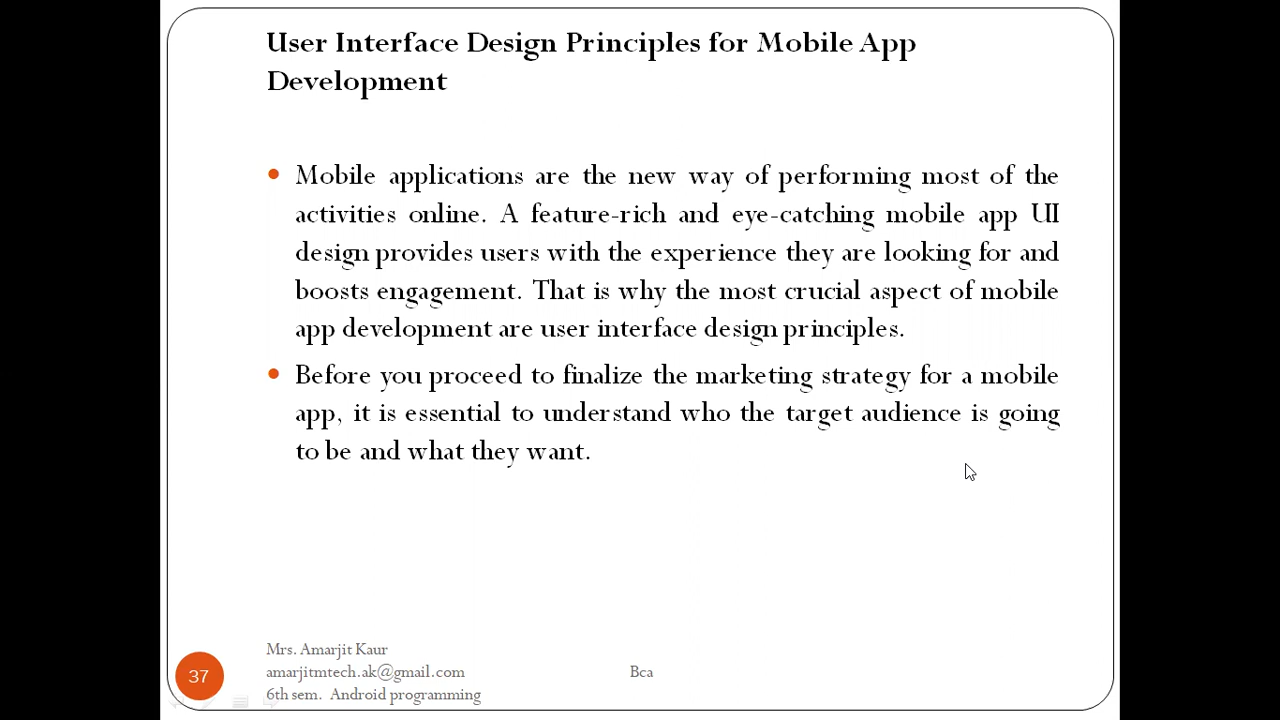 User Interface Design Principles for Mobile App
Development
Mobile applications are the new way of performing most of the
activities online. A feature-rich and eye-catching mobile app UI
design provides users with the experience they are looking for and
boosts engagement. That is why the most crucial aspect of mobile
app development are user interface design principles.
Before you proceed to finalize the marketing strategy for a mobile
app, it is essential to understand who the target audience is going
to be and what they want.
Mrs. Amarjit Kaur
37
amarjitmtech.ak@gmail.com
Bca
6th sem. Android programming